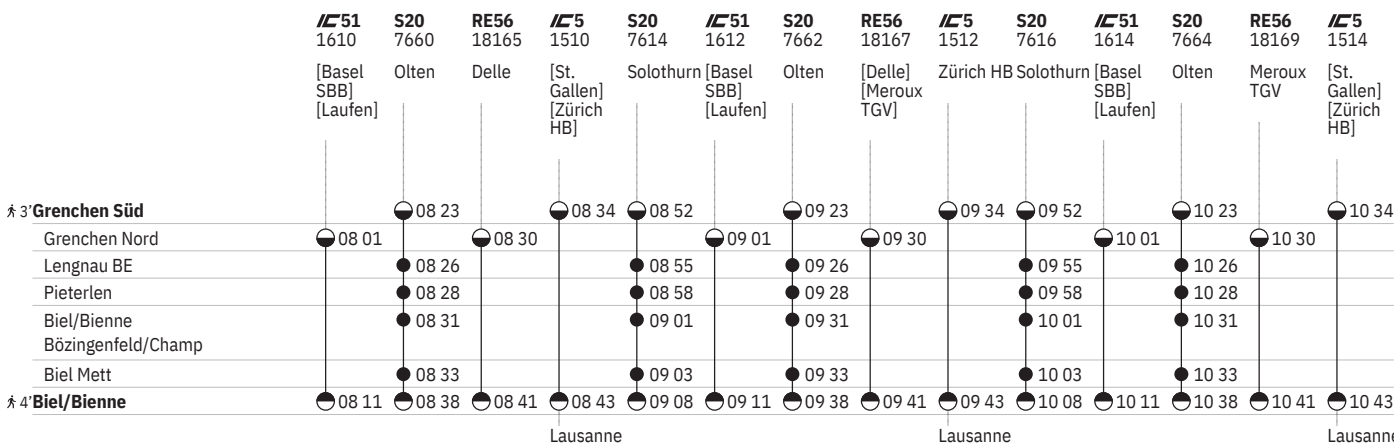 IC51 S20 RE56 IC5 S20 IC51 S20 RE56 IC5 S20 IC51 S20 RE56 IC5
1610 7660 18165 1510 7614 1612 7662 18167 1512 7616 1614 7664 18169 1514
[Basel Olten Delle [St. Solothurn [Basel Olten [Delle] Zürich HB Solothurn [Basel Olten Meroux [St.
SBB] Gallen] SBB] [Meroux SBB] TGV Gallen]
[Laufen] [Zürich [Laufen] TGV] [Laufen] [Zürich
HB] HB]
3' Grenchen Süd 08 23 08 34 08 52 09 23 09 34 09 52 10 23 10 34
Grenchen Nord 08 01 08 30 09 01 09 30 10 01 10 30
Lengnau BE 08 26 08 55 09 26 09 55 10 26
Pieterlen 08 28 08 58 09 28 09 58 10 28
Biel/Bienne 08 31 09 01 09 31 10 01 10 31
Bözingenfeld/Champ
Biel Mett 08 33 09 03 09 33 10 03 10 33
4' Biel/Bienne 08 11 08 38 08 41 08 43 09 08 09 11 09 38 09 41 09 43 10 08 10 11 10 38 10 41 10 43
Lausanne Lausanne Lausanne